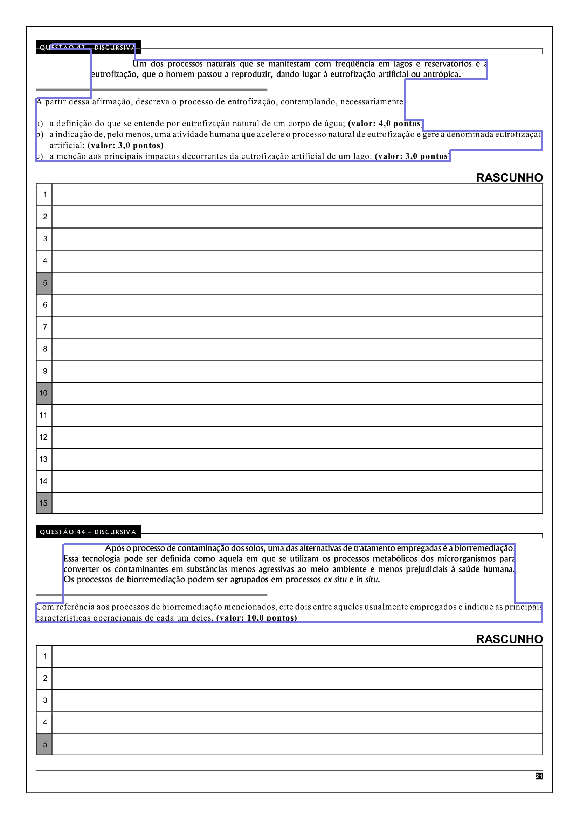 QUESTÃO 43 – DISCURSIVA
Um dos processos naturais que se manifestam com freqüência em lagos e reservatórios é a
eutrofização, que o homem passou a reproduzir, dando lugar à eutrofização artificial ou antrópica.
A partir dessa afirmação, descreva o processo de eutrofização, contemplando, necessariamente:
a) a definição do que se entende por eutrofização natural de um corpo de água; (valor: 4,0 pontos)
b) a indicação de, pelo menos, uma atividade humana que acelere o processo natural de eutrofização e gere a denominada eutrofização
artificial; (valor: 3,0 pontos)
c) a menção aos principais impactos decorrentes da eutrofização artificial de um lago. (valor: 3,0 pontos)
RASCUNHO
1
2
3
4
5
6
7
8
9
10
11
12
13
14
15
QUESTÃO 44 – DISCURSIVA
Após o processo de contaminação dos solos, uma das alternativas de tratamento empregadas é a biorremediação.
Essa tecnologia pode ser definida como aquela em que se utilizam os processos metabólicos dos microrganismos para
converter os contaminantes em substâncias menos agressivas ao meio ambiente e menos prejudiciais à saúde humana.
Os processos de biorremediação podem ser agrupados em processos ex situ e in situ.
Com referência aos processos de biorremediação mencionados, cite dois entre aqueles usualmente empregados e indique as principais
características operacionais de cada um deles. (valor: 10,0 pontos)
RASCUNHO
1
2
3
4
5